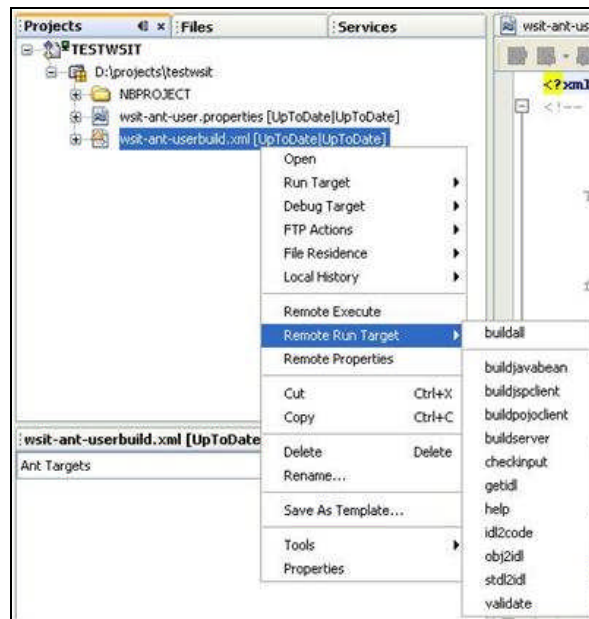 Projects
Files
Services
wsit-ant-us
TESTWSIT
D:\projects\testwsit
NBPROJECT
wsit-ant-user.properties [UpToDate|UpToDate]
wsit-ant-userbuild.xml [UpToDate|UpToDate]
<?xml
<!--
Open
Run Target
Debug Target
FTP Actions
File Residence
Local History
Remote Execute
Remote Run Target
Remote Properties
Cut Ctrl+X
Copy Ctrl+C
Delete Delete
Rename...
Save As Template...
Tools
Properties
buildall
buildjavabean
buildjspclient
buildpojoclient
buildserver
checkinput
getidl
help
idl2code
obj2idl
stdl2idl
validate
wsit-ant-userbuild.xml [UpToDate
Ant Targets